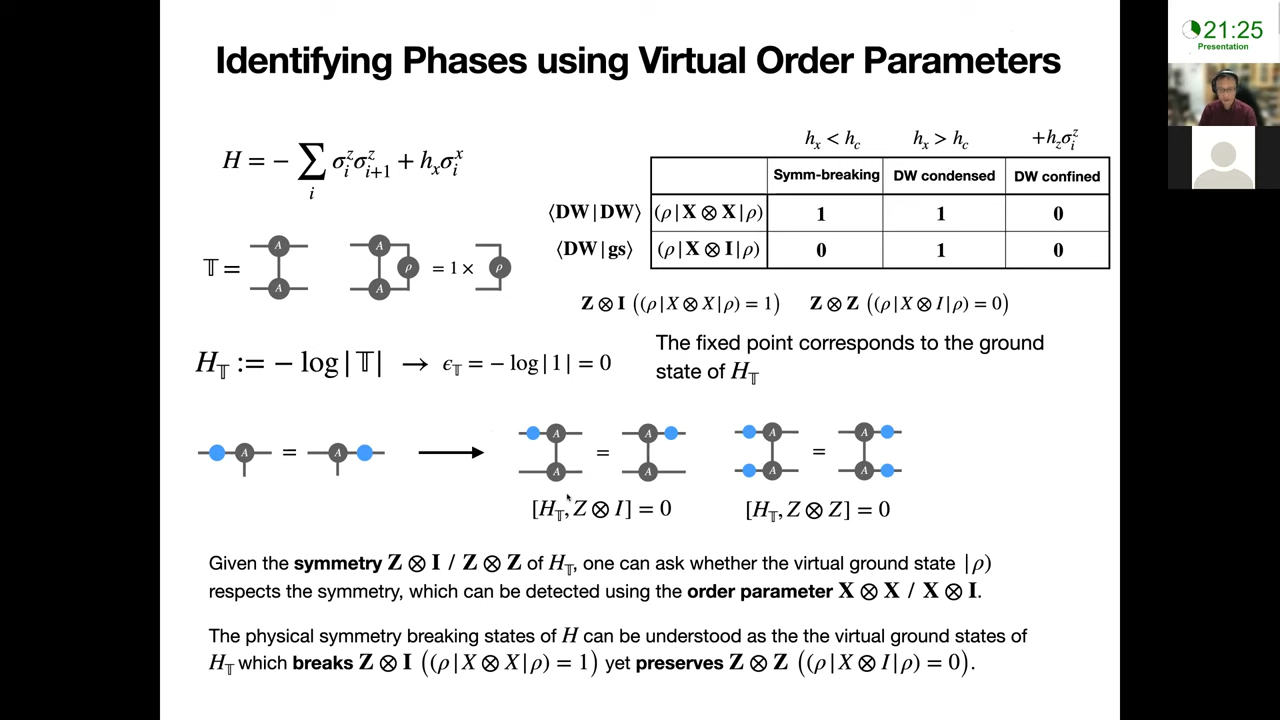 21:25
Presentation
Identifying Phases using Virtual Order Parameters
H = − ∑ᵢ σᵢᶻσᵢ₊₁ᶻ + hₓσᵢˣ
hₓ < h_c hₓ > h_c +h_zσᵢᶻ
Symm-breaking DW condensed DW confined
⟨DW|DW⟩ (ρ|X ⊗ X|ρ) 1 1 0
⟨DW|gs⟩ (ρ|X ⊗ I|ρ) 0 1 0
𝕋 = A A A A ρ = 1 × ρ
Z ⊗ I ((ρ|X ⊗ X|ρ) = 1) Z ⊗ Z ((ρ|X ⊗ I|ρ) = 0)
H_𝕋 := − log|𝕋| → ϵ_𝕋 = − log|1| = 0
The fixed point corresponds to the ground
state of H_𝕋
A = A
A A = A A
A A = A A
[H_𝕋, Z ⊗ I] = 0 [H_𝕋, Z ⊗ Z] = 0
Given the symmetry Z ⊗ I / Z ⊗ Z of H_𝕋, one can ask whether the virtual ground state |ρ)
respects the symmetry, which can be detected using the order parameter X ⊗ X / X ⊗ I.
The physical symmetry breaking states of H can be understood as the the virtual ground states of
H_𝕋 which breaks Z ⊗ I ((ρ|X ⊗ X|ρ) = 1) yet preserves Z ⊗ Z ((ρ|X ⊗ I|ρ) = 0).